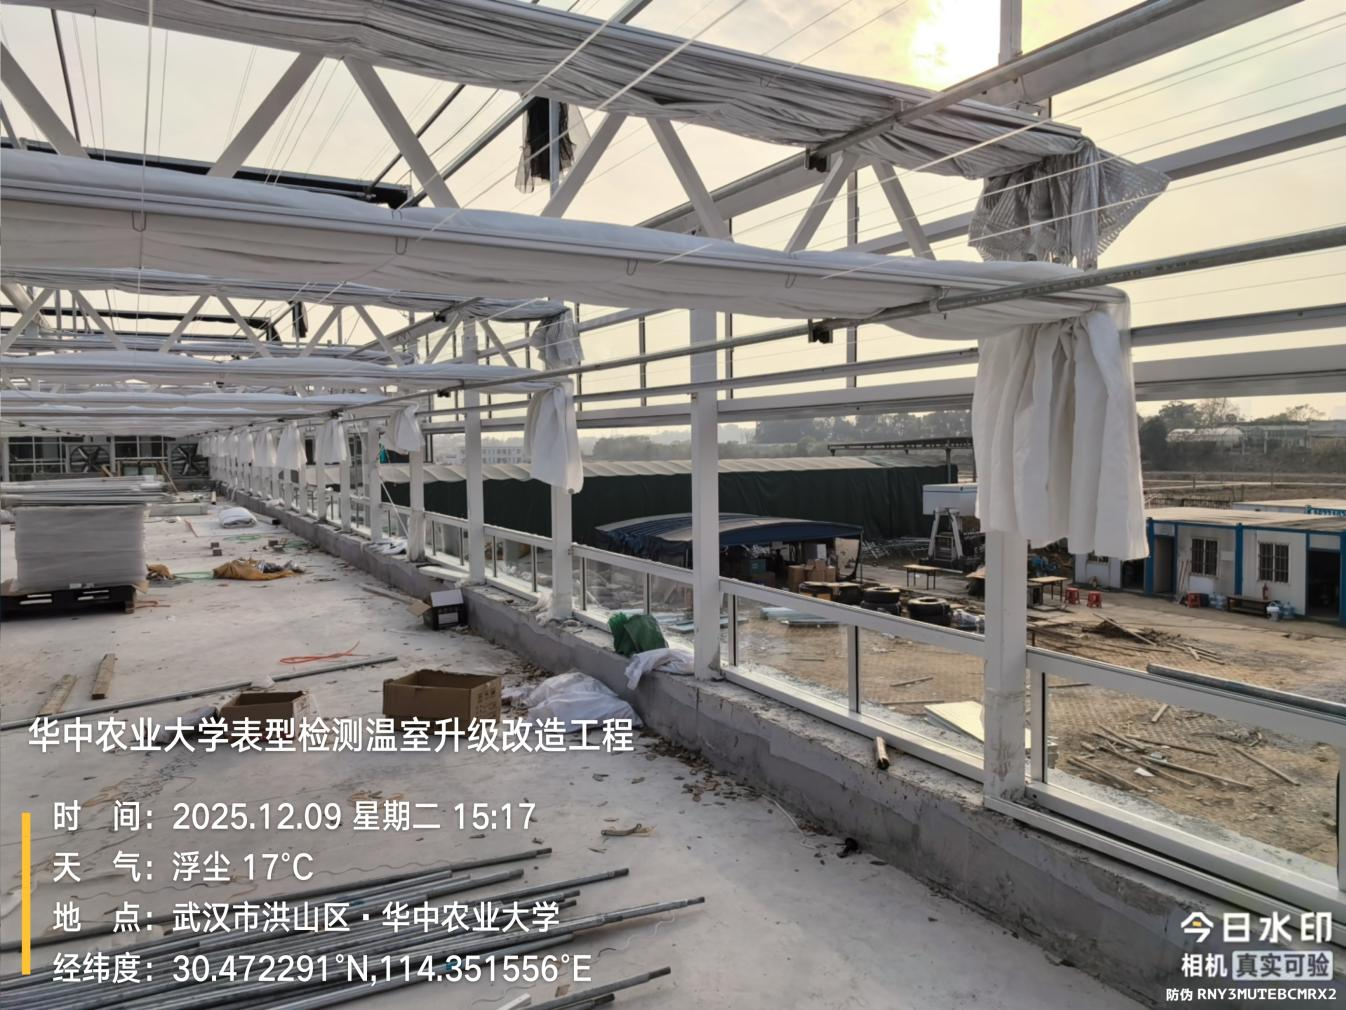 华中农业大学表型检测温室升级改造工程
时 间：2025.12.09 星期二 15:17
天 气：浮尘 17°C
地 点：武汉市洪山区·华中农业大学
经纬度：30.472291°N,114.351556°E
今日水印
相机 真实可验
防伪 RNY3MUTEBCMRX2